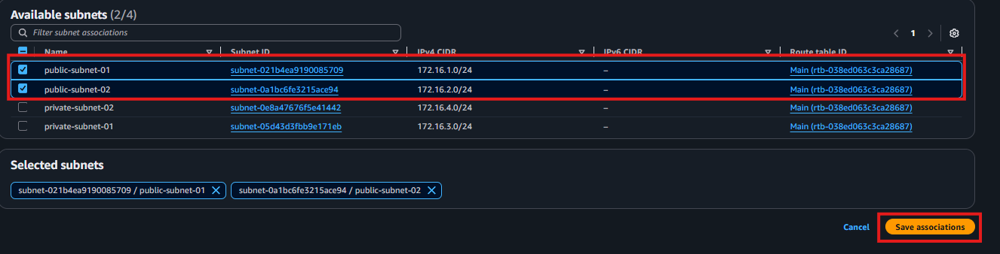 Available subnets (2/4)
Filter subnet associations
1
Name Subnet ID IPv4 CIDR IPv6 CIDR Route table ID
public-subnet-01 subnet-021b4ea9190085709 172.16.1.0/24 – Main (rtb-038ed063c3ca28687)
public-subnet-02 subnet-0a1bc6fe3215ace94 172.16.2.0/24 – Main (rtb-038ed063c3ca28687)
private-subnet-02 subnet-0e8a47676f5e41442 172.16.4.0/24 – Main (rtb-038ed063c3ca28687)
private-subnet-01 subnet-05d43d3fbb9e171eb 172.16.3.0/24 – Main (rtb-038ed063c3ca28687)
Selected subnets
subnet-021b4ea9190085709 / public-subnet-01 subnet-0a1bc6fe3215ace94 / public-subnet-02
Cancel Save associations